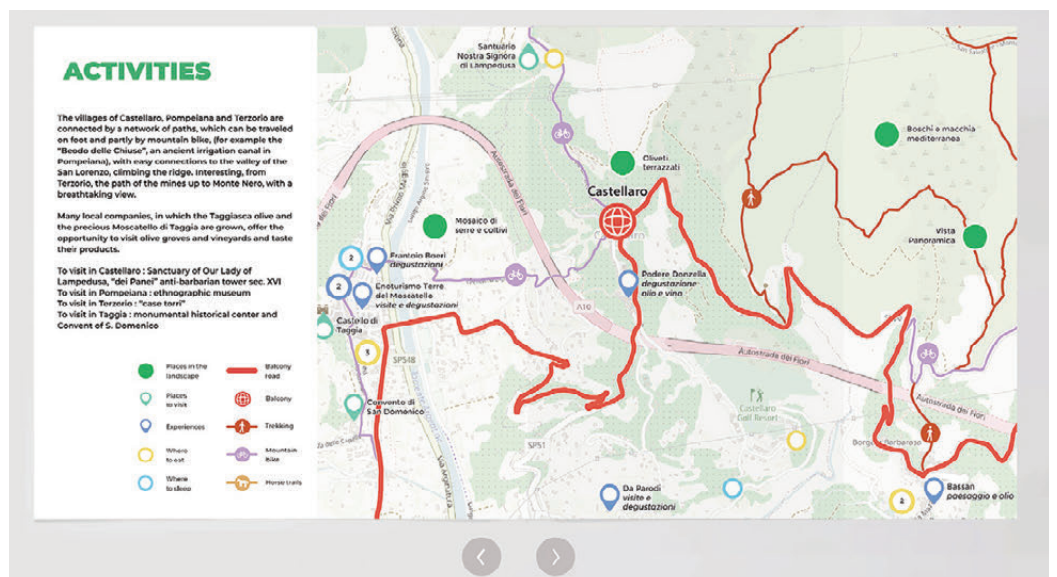 ACTIVITIES
The villages of Castellaro, Pompeiana and Terzorio are
connected by a network of paths, which can be traveled
on foot and partly by mountain bike, (for example the
"Beodo delle Chiuse", an ancient irrigation canal in
Pompeiana), with easy connections to the valley of the
San Lorenzo, climbing the ridge. Interesting, from
Terzorio, the path of the mines up to Monte Nero, with a
breathtaking view.
Many local companies, in which the Taggiasca olive and
the precious Moscatello di Taggia are grown, offer the
opportunity to visit olive groves and vineyards and taste
their products.
To visit in Castellaro : Sanctuary of Our Lady of
Lampedusa, "dei Panei" anti-barbarian tower sec. XVI
To visit in Pompeiana : ethnographic museum
To visit in Terzorio : "case torri"
To visit in Taggia : monumental historical center and
Convent of S. Domenico
Places in the
landscape
Balcony
road
Places
to visit
Balcony
Experiences
Trekking
Where
to eat
Mountain
bike
Where
to sleep
Horse trails
Santuario
Nostra Signora
di Lampedusa
Boschi e macchia
mediterranea
Oliveti
terrazzati
Autostrada dei Fiori
Castellaro
Mosaico di
serre e coltivi
Vista
Panoramica
2
Frantoio Boeri
degustazioni
2
Enoturismo Terre
del Moscatello
visite e degustazioni
Podere Donzella
degustazione
olio e vino
A10
Castello di
Taggia
3
SP548
Autostrada dei Fiori
Autostrada dei Fiori
Convento di
San Domenico
Castellaro
Golf Resort
SP51
Via Argentina
Da Parodi
visite e
degustazioni
2
Bassan
paesaggio e olio